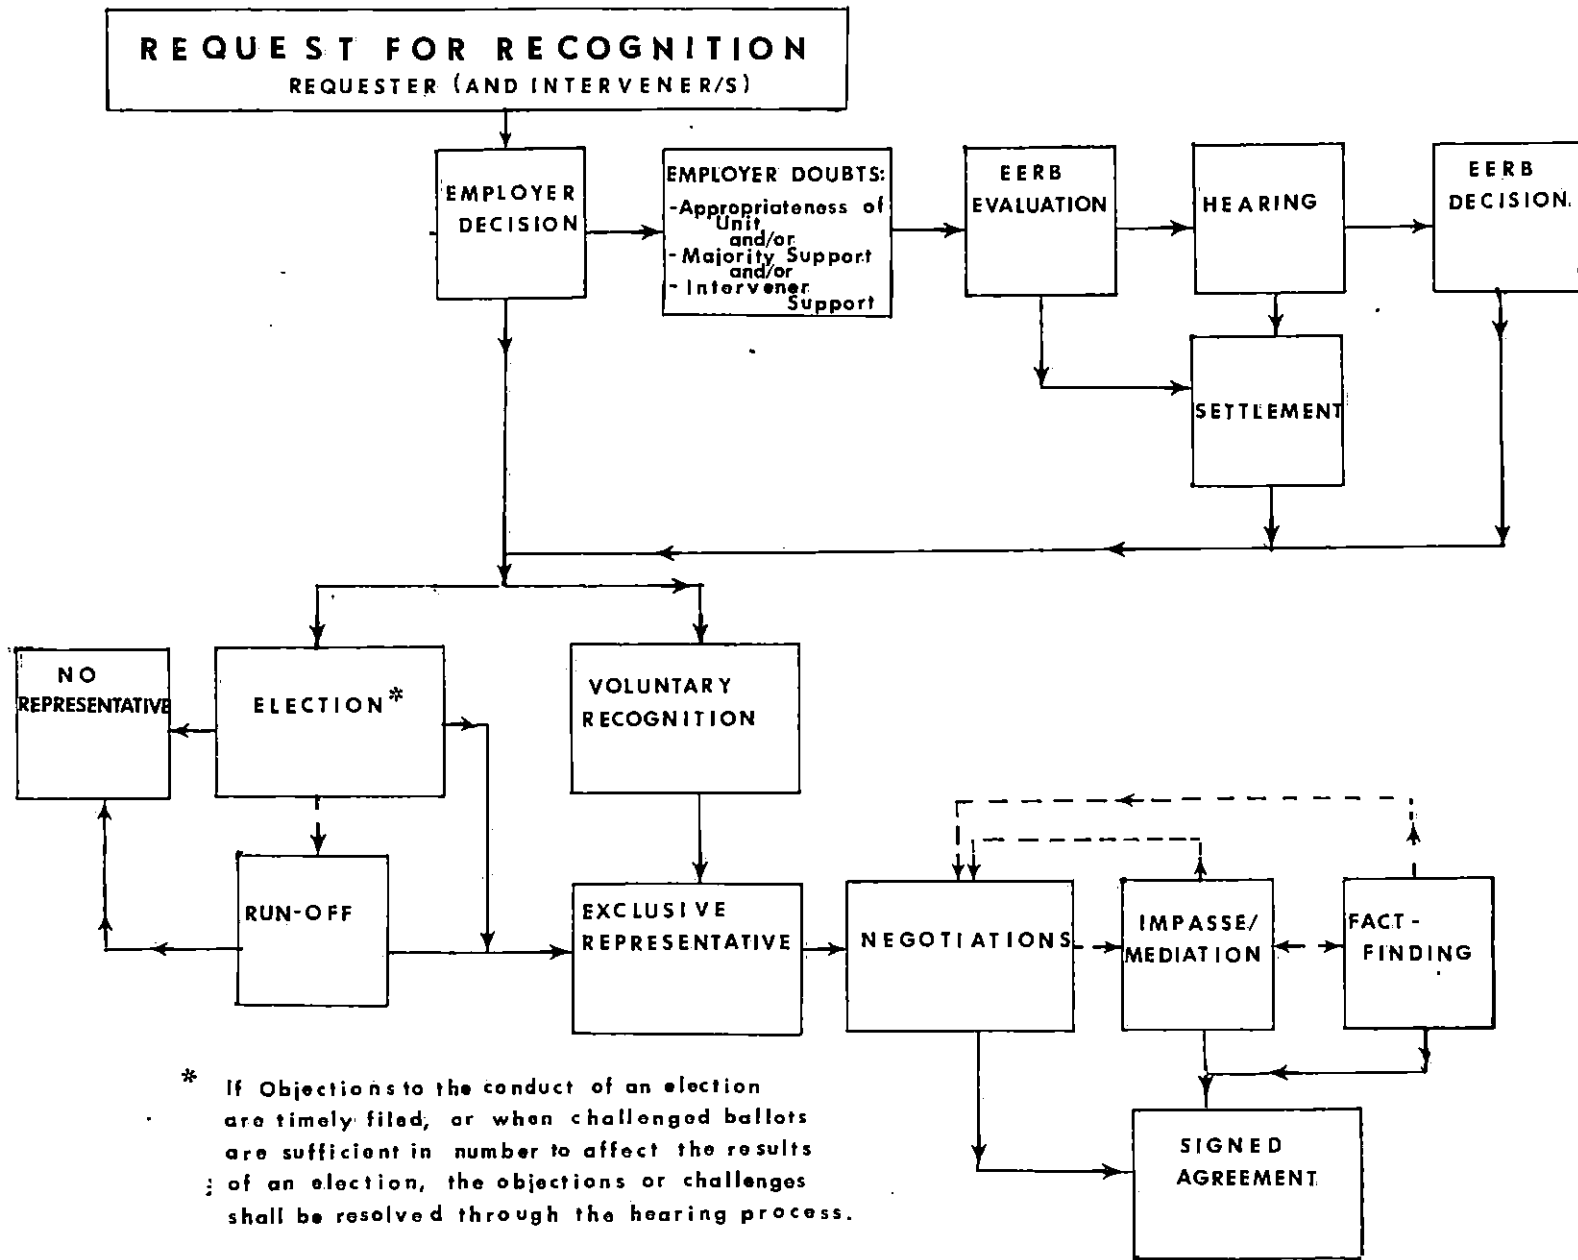 REQUEST FOR RECOGNITION
REQUESTER (AND INTERVENER/S)
EMPLOYER
DECISION
EMPLOYER DOUBTS:
-Appropriateness of
Unit
and/or
-Majority Support
and/or
-Intervener
Support
EERB
EVALUATION
HEARING
EERB
DECISION.
SETTLEMENT
NO
REPRESENTATIVE
ELECTION*
VOLUNTARY
RECOGNITION
RUN-OFF
EXCLUSIVE
REPRESENTATIVE
NEGOTIATIONS
IMPASSE/
MEDIATION
FACT-
FINDING
SIGNED
AGREEMENT
* If Objections to the conduct of an election
are timely filed, or when challenged ballots
are sufficient in number to affect the results
of an election, the objections or challenges
shall be resolved through the hearing process.